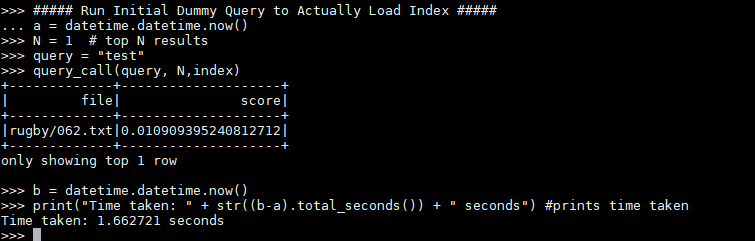 >>> ##### Run Initial Dummy Query to Actually Load Index #####
... a = datetime.datetime.now()
>>> N = 1  # top N results
>>> query = "test"
>>> query_call(query, N,index)
+-------------+--------------------+
|         file|               score|
+-------------+--------------------+
|rugby/062.txt|0.010909395240812712|
+-------------+--------------------+
only showing top 1 row
>>> b = datetime.datetime.now()
>>> print("Time taken: " + str((b-a).total_seconds()) + " seconds") #prints time taken
Time taken: 1.662721 seconds
>>>